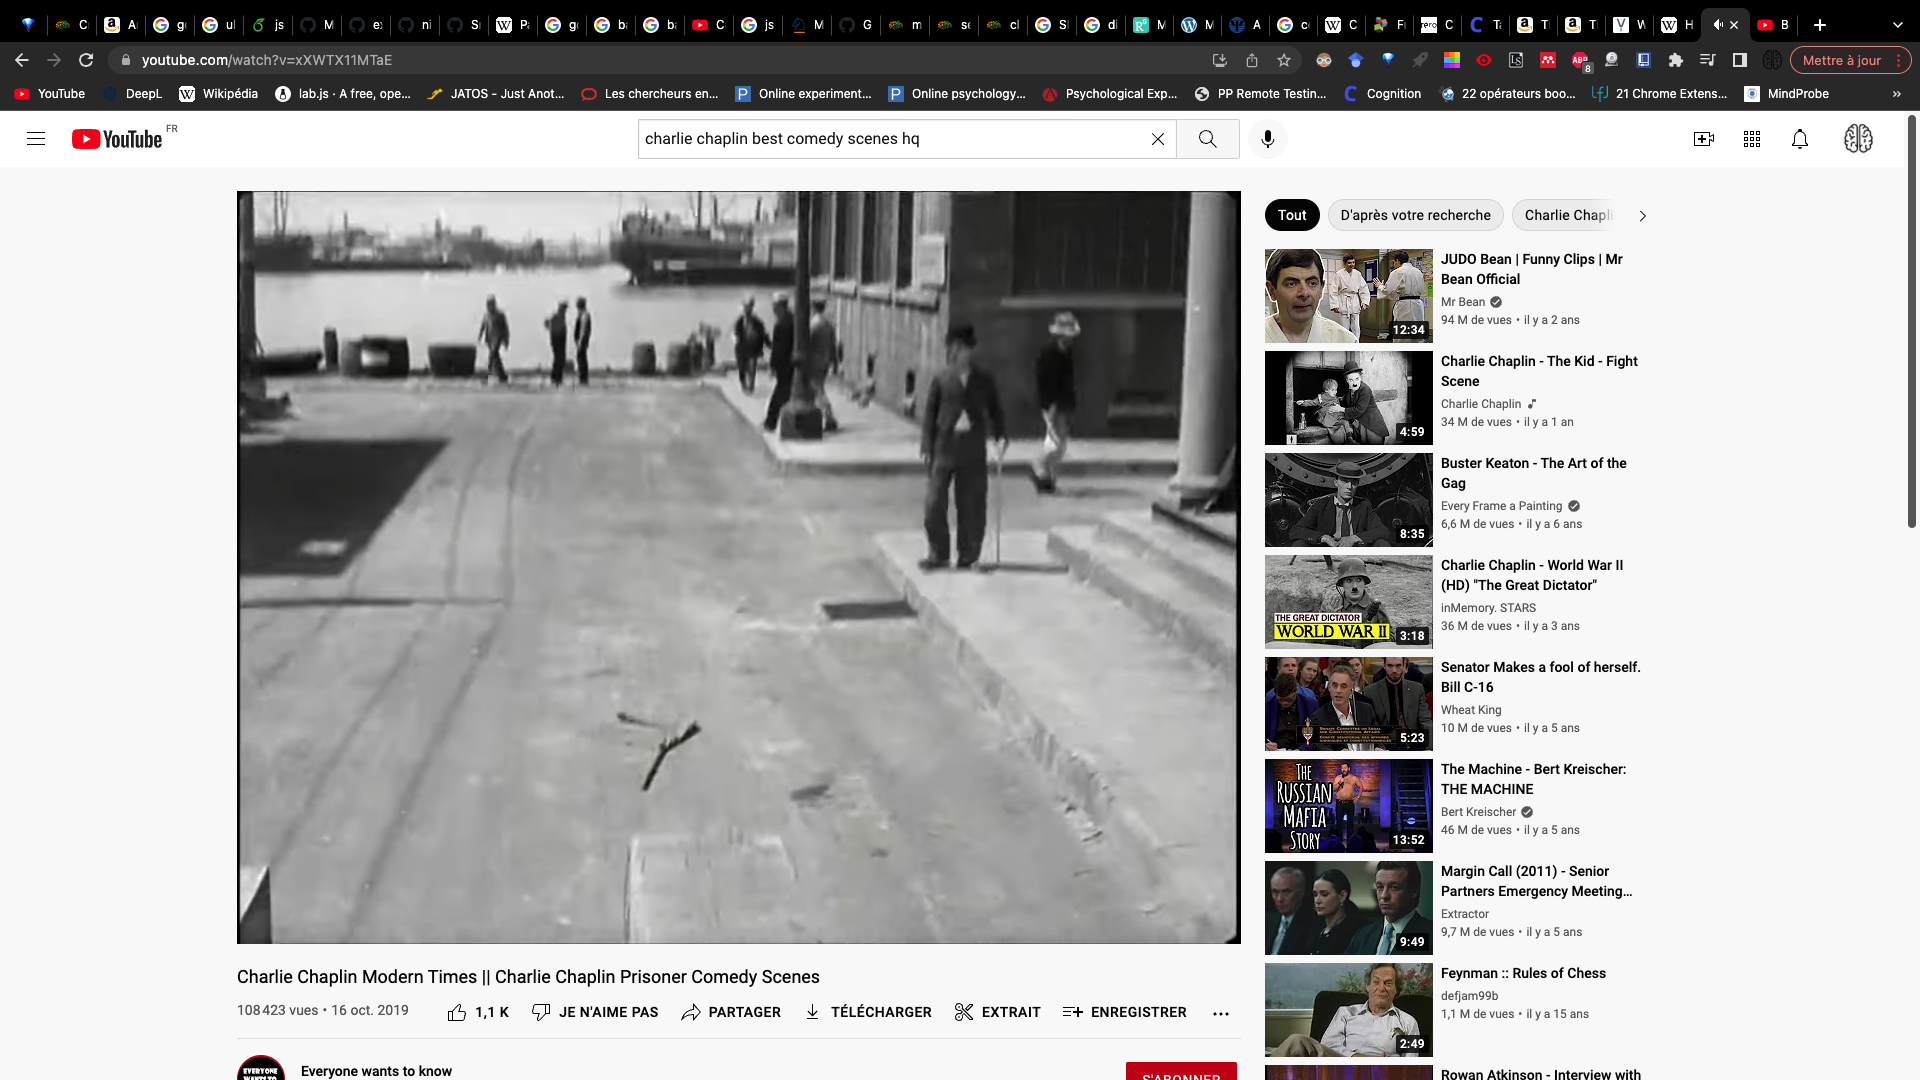 youtube.com/watch?v=xXWTX11MTaE
Mettre à jour
YouTube
DeepL
Wikipédia
lab.js · A free, ope...
JATOS - Just Anot...
Les chercheurs en...
Online experiment...
Online psychology...
Psychological Exp...
PP Remote Testin...
Cognition
22 opérateurs boo...
21 Chrome Extens...
MindProbe
YouTube FR
charlie chaplin best comedy scenes hq
Tout
D'après votre recherche
Charlie Chapli
JUDO Bean | Funny Clips | Mr
Bean Official
Mr Bean
94 M de vues • il y a 2 ans
12:34
Charlie Chaplin - The Kid - Fight
Scene
Charlie Chaplin
34 M de vues • il y a 1 an
4:59
Buster Keaton - The Art of the
Gag
Every Frame a Painting
6,6 M de vues • il y a 6 ans
8:35
Charlie Chaplin - World War II
(HD) "The Great Dictator"
inMemory. STARS
36 M de vues • il y a 3 ans
THE GREAT DICTATOR
WORLD WAR II
3:18
Senator Makes a fool of herself.
Bill C-16
Wheat King
10 M de vues • il y a 5 ans
5:23
The Machine - Bert Kreischer:
THE MACHINE
Bert Kreischer
46 M de vues • il y a 5 ans
THE
RUSSIAN
MAFIA
STORY
13:52
Margin Call (2011) - Senior
Partners Emergency Meeting...
Extractor
9,7 M de vues • il y a 5 ans
9:49
Feynman :: Rules of Chess
defjam99b
1,1 M de vues • il y a 15 ans
2:49
Rowan Atkinson - Interview with
Charlie Chaplin Modern Times || Charlie Chaplin Prisoner Comedy Scenes
108 423 vues • 16 oct. 2019
1,1 K
JE N'AIME PAS
PARTAGER
TÉLÉCHARGER
EXTRAIT
ENREGISTRER
Everyone wants to know
S'ABONNER